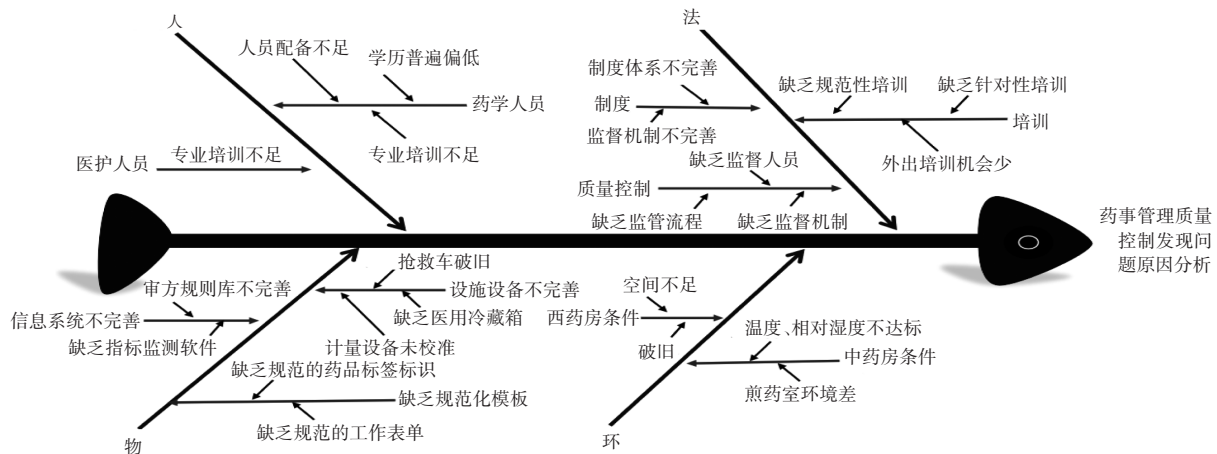 人
人员配备不足
学历普遍偏低
药学人员
专业培训不足
医护人员
专业培训不足
法
制度体系不完善
制度
监督机制不完善
缺乏规范性培训
缺乏针对性培训
培训
外出培训机会少
缺乏监督人员
质量控制
缺乏监管流程
缺乏监督机制
药事管理质量
控制发现问
题原因分析
抢救车破旧
设施设备不完善
缺乏医用冷藏箱
计量设备未校准
审方规则库不完善
信息系统不完善
缺乏指标监测软件
缺乏规范的药品标签标识
缺乏规范化模板
缺乏规范的工作表单
物
空间不足
西药房条件
破旧
温度、相对湿度不达标
中药房条件
煎药室环境差
环